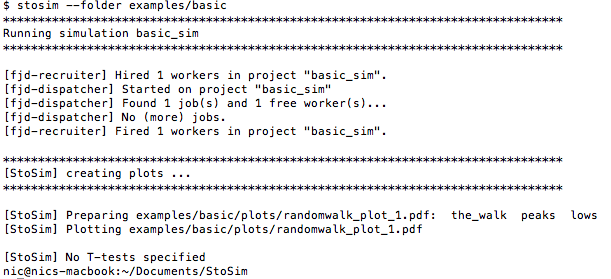 $ stosim --folder examples/basic
********************************************************************************
Running simulation basic_sim
********************************************************************************
[fjd-recruiter] Hired 1 workers in project "basic_sim".
[fjd-dispatcher] Started on project "basic_sim"
[fjd-dispatcher] Found 1 job(s) and 1 free worker(s)...
[fjd-dispatcher] No (more) jobs.
[fjd-recruiter] Fired 1 workers in project "basic_sim".
********************************************************************************
[StoSim] creating plots ...
********************************************************************************
[StoSim] Preparing examples/basic/plots/randomwalk_plot_1.pdf:  the_walk  peaks  lows
[StoSim] Plotting examples/basic/plots/randomwalk_plot_1.pdf
[StoSim] No T-tests specified
nic@nics-macbook:~/Documents/StoSim